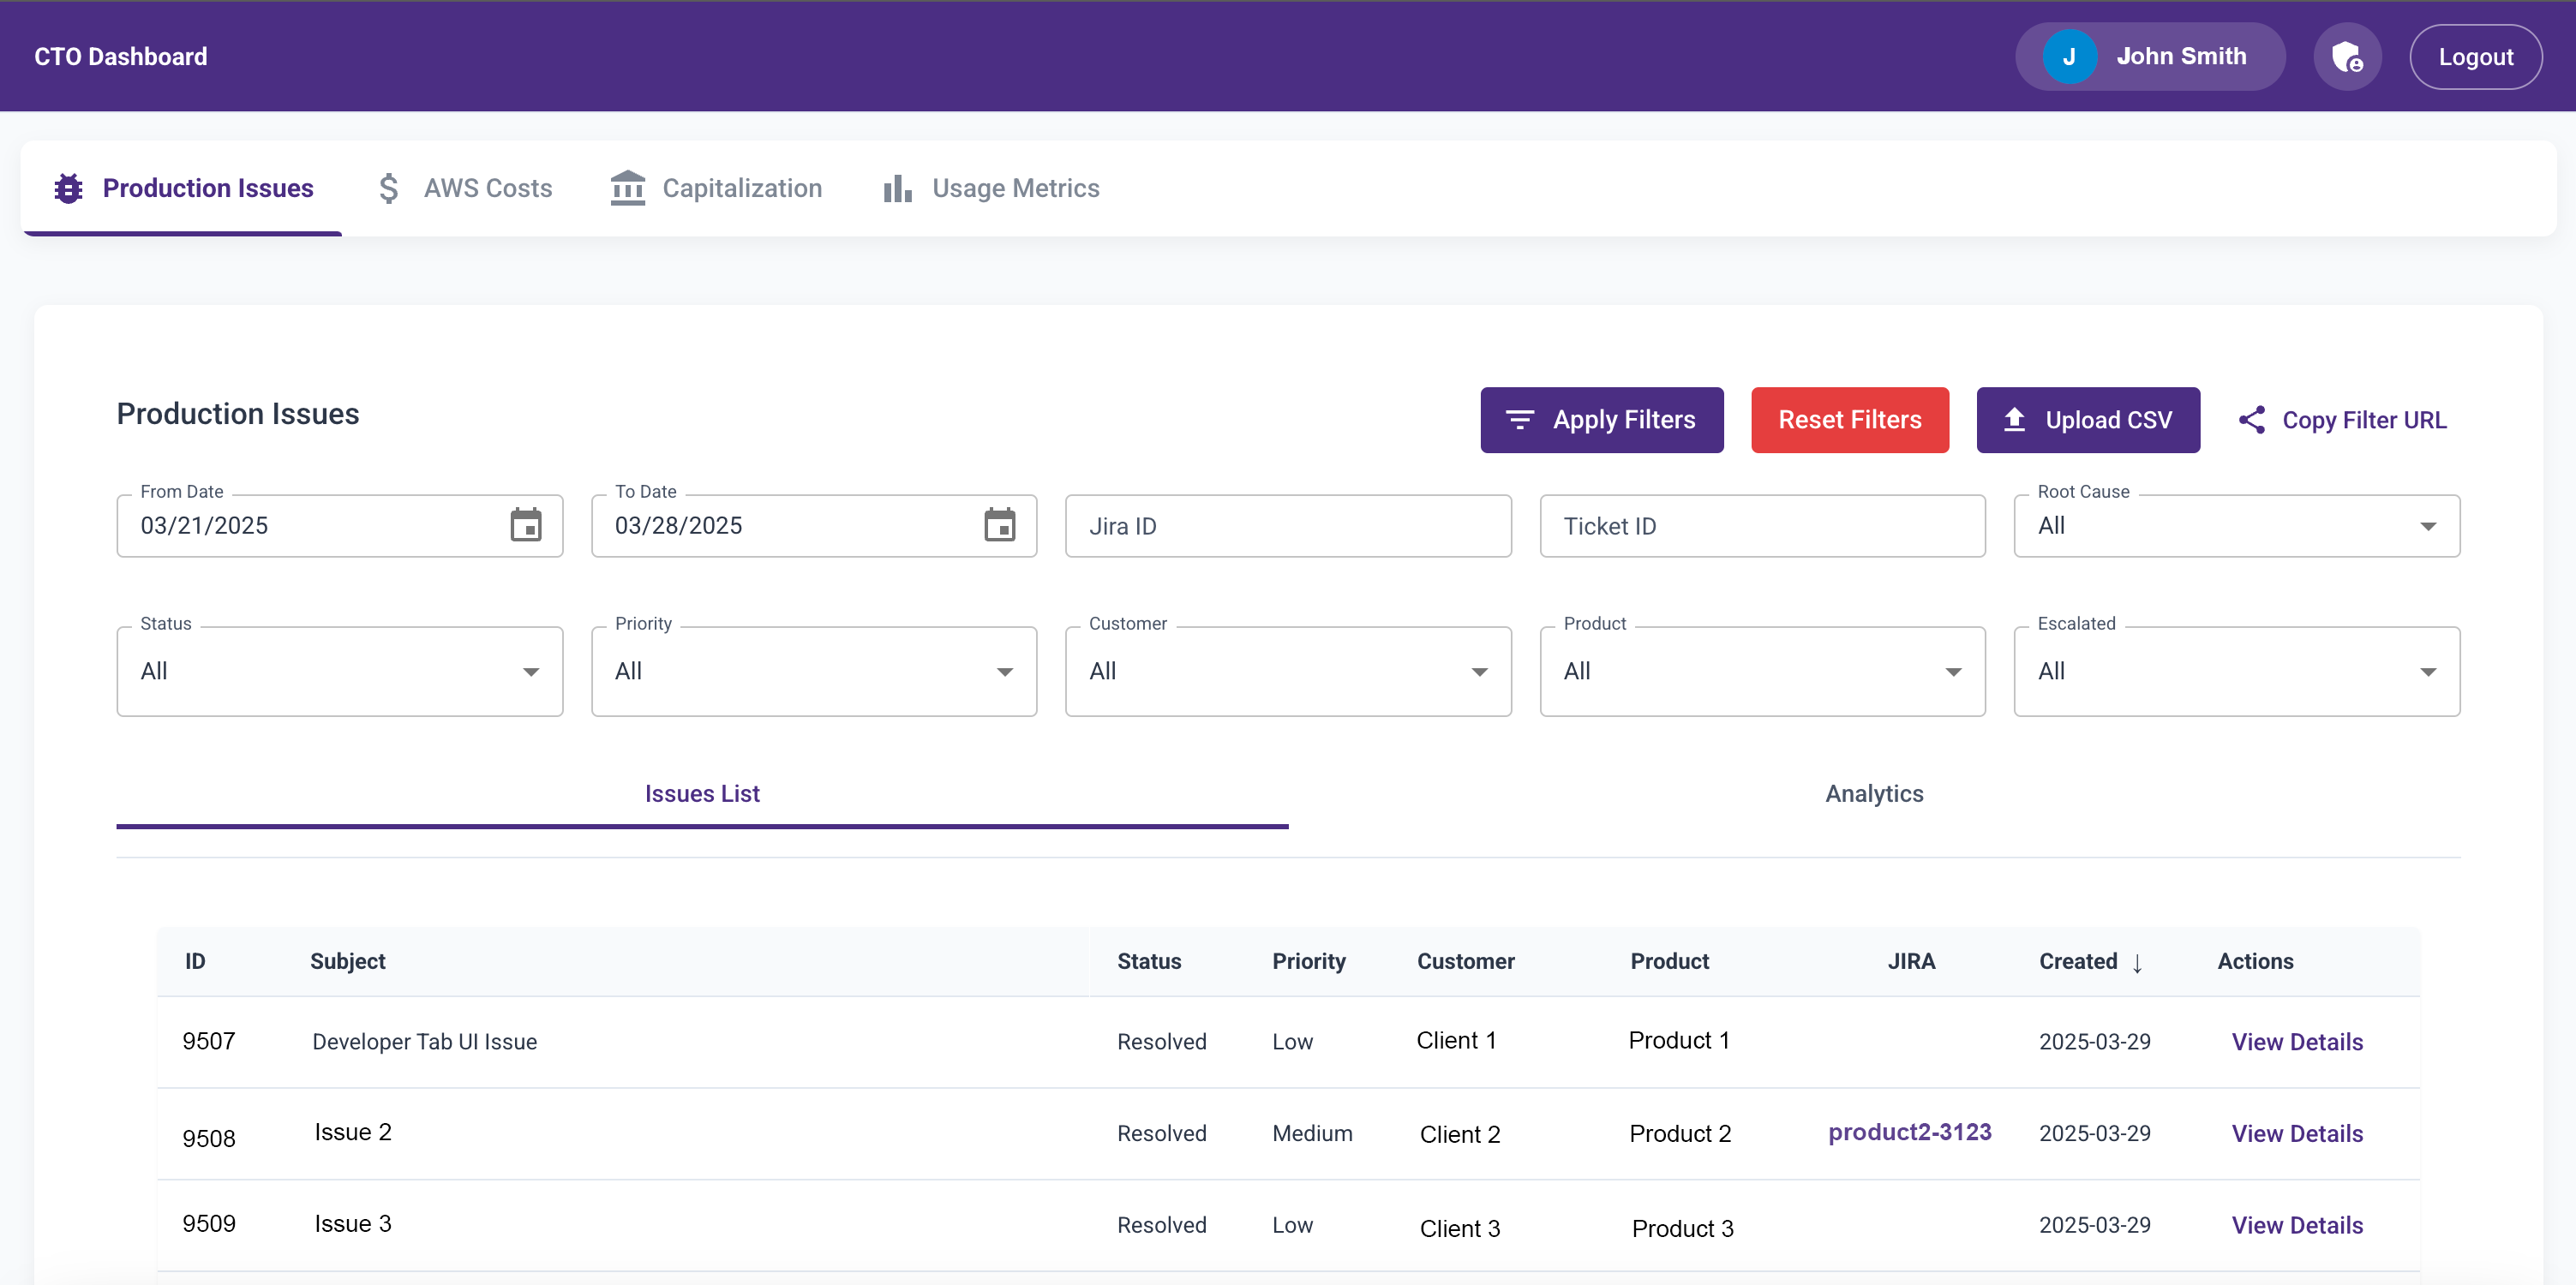 CTO Dashboard
J John Smith
Logout
Production Issues
AWS Costs
Capitalization
Usage Metrics
Production Issues
Apply Filters
Reset Filters
Upload CSV
Copy Filter URL
From Date
03/21/2025
To Date
03/28/2025
Jira ID
Ticket ID
Root Cause
All
Status
All
Priority
All
Customer
All
Product
All
Escalated
All
Issues List
Analytics
ID Subject Status Priority Customer Product JIRA Created ↓ Actions
9507 Developer Tab UI Issue Resolved Low Client 1 Product 1 2025-03-29 View Details
9508 Issue 2 Resolved Medium Client 2 Product 2 product2-3123 2025-03-29 View Details
9509 Issue 3 Resolved Low Client 3 Product 3 2025-03-29 View Details